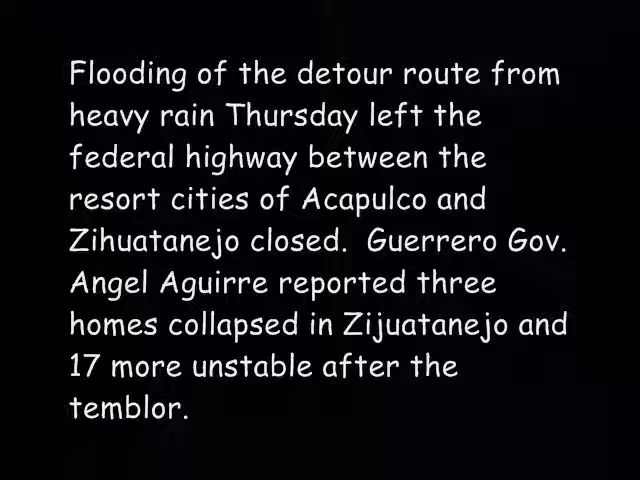 Flooding of the detour route from
heavy rain Thursday left the
federal highway between the
resort cities of Acapulco and
Zihuatanejo closed.  Guerrero Gov.
Angel Aguirre reported three
homes collapsed in Zijuatanejo and
17 more unstable after the
temblor.